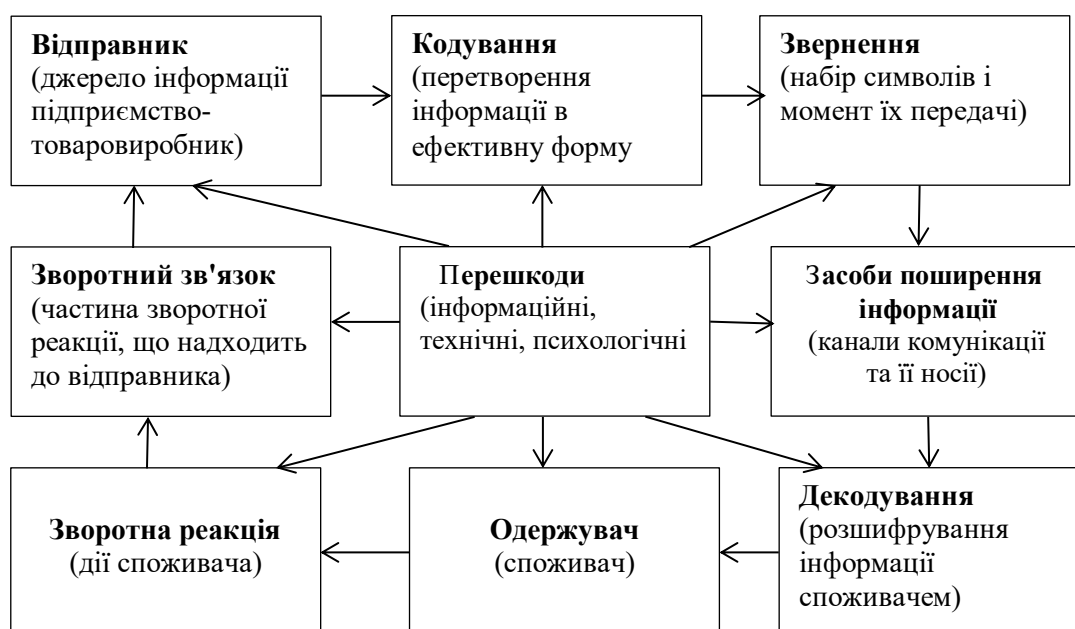 Відправник
(джерело інформації
підприємство-
товаровиробник)
Кодування
(перетворення
інформації в
ефективну форму
Звернення
(набір символів і
момент їх передачі)
Зворотний зв'язок
(частина зворотної
реакції, що надходить
до відправника)
Перешкоди
(інформаційні,
технічні, психологічні
Засоби поширення
інформації
(канали комунікації
та її носії)
Зворотна реакція
(дії споживача)
Одержувач
(споживач)
Декодування
(розшифрування
інформації
споживачем)